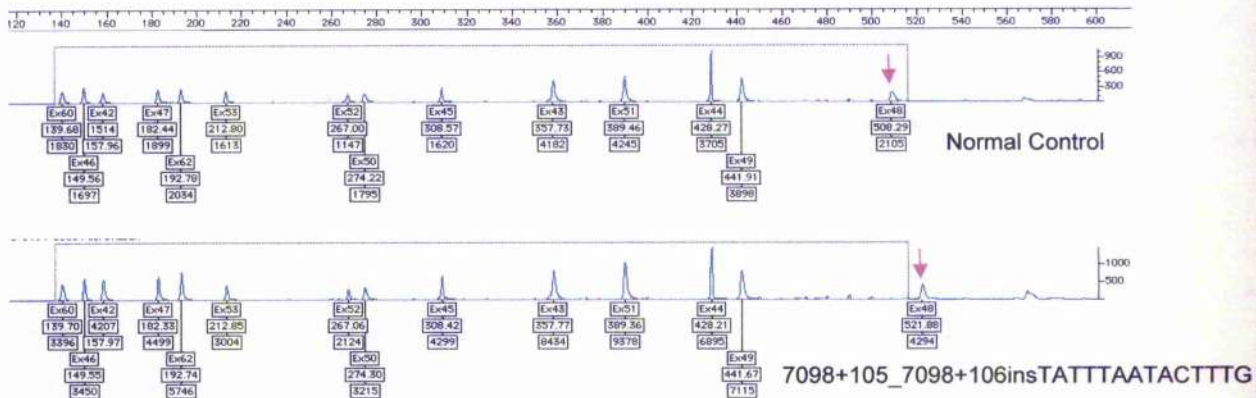 120 140 160 180 200 220 240 260 280 300 320 340 360 380 400 420 440 460 480 500 520 540 560 580 600
900
600
300
Ex60 Ex42 Ex47 Ex53 Ex52 Ex45 Ex43 Ex51 Ex44 Ex48
139.68 1514 182.44 212.80 267.00 308.57 357.73 389.46 428.27 508.29
1830 157.96 1899 1613 1147 1620 4182 4245 3705 2105
Normal Control
Ex46 Ex62 Ex50 Ex49
149.56 192.78 274.22 441.91
1697 2034 1795 3898
1000
500
Ex60 Ex42 Ex47 Ex53 Ex52 Ex45 Ex43 Ex51 Ex44 Ex48
139.70 4207 182.33 212.85 267.06 308.42 357.77 389.36 428.21 521.88
3396 157.97 4499 3004 2124 4299 8434 9378 6895 4294
Ex46 Ex62 Ex50 Ex49
149.55 192.74 274.30 441.67
3450 5746 3215 7115
7098+105_7098+106insTATTTAATACTTTG